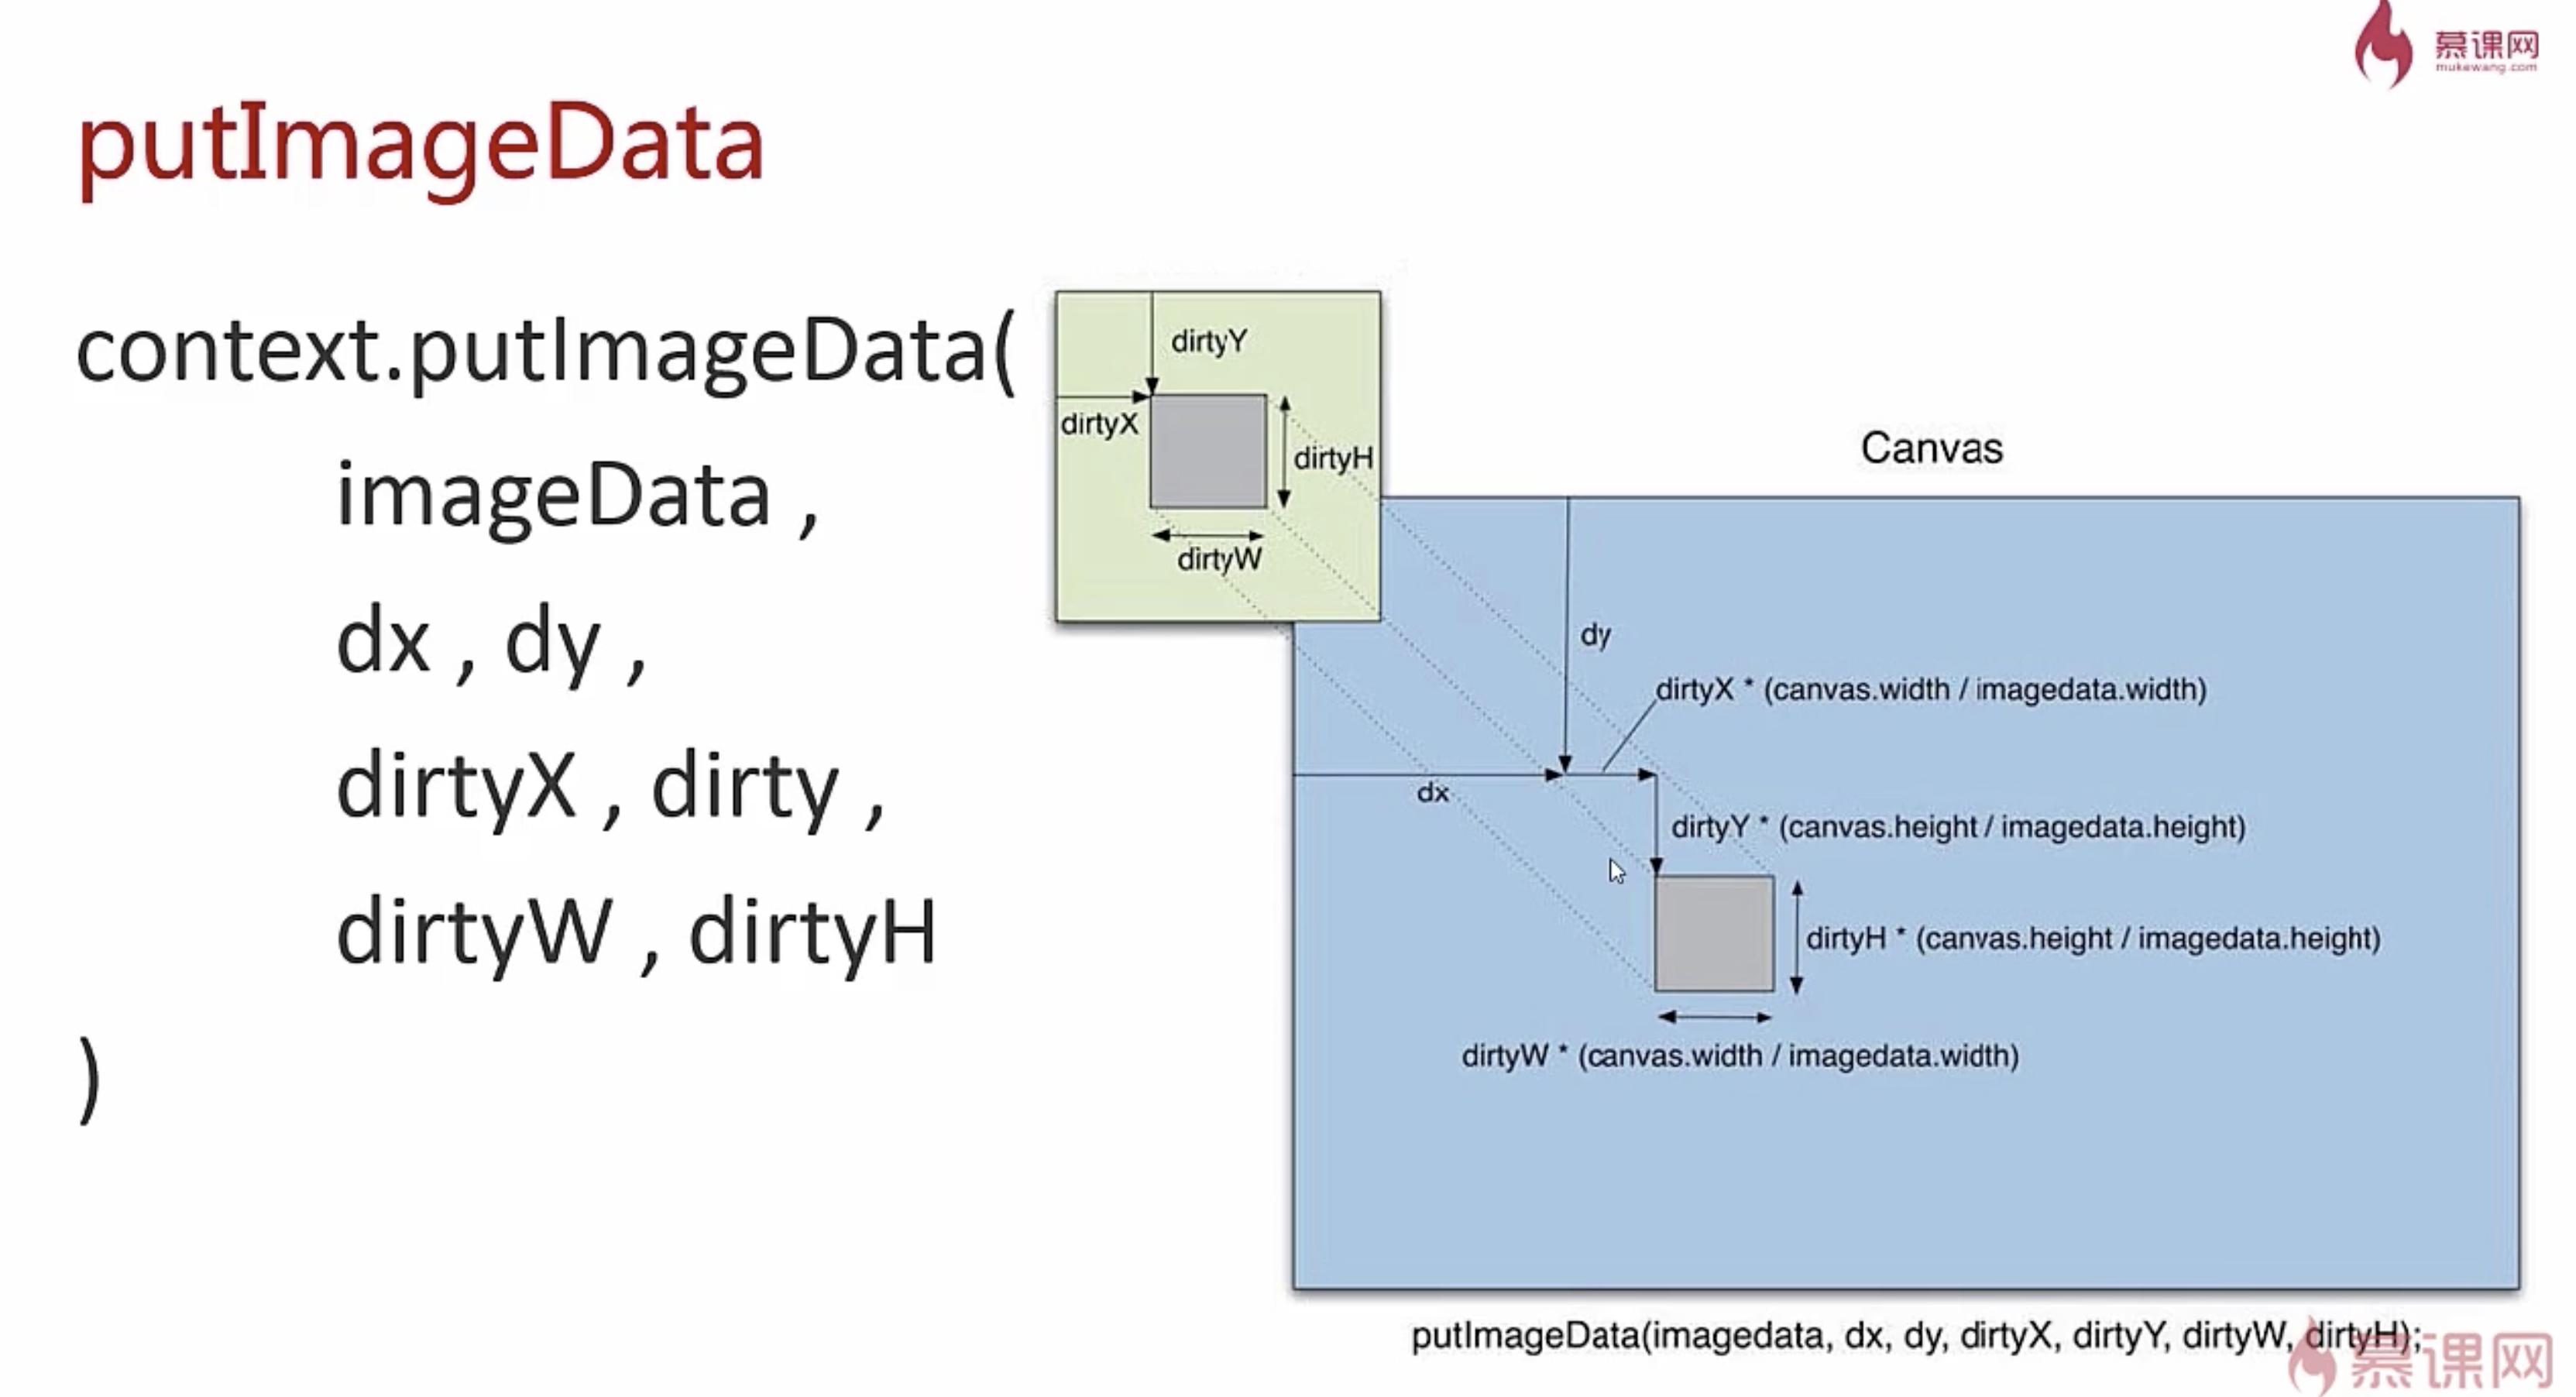 慕课网
mukewang.com
putImageData
context.putImageData(
imageData ,
dx , dy ,
dirtyX , dirty ,
dirtyW , dirtyH
)
dirtyY
dirtyX
dirtyH
dirtyW
Canvas
dy
dirtyX * (canvas.width / imagedata.width)
dx
dirtyY * (canvas.height / imagedata.height)
dirtyH * (canvas.height / imagedata.height)
dirtyW * (canvas.width / imagedata.width)
putImageData(imagedata, dx, dy, dirtyX, dirtyY, dirtyW, dirtyH);
慕课网